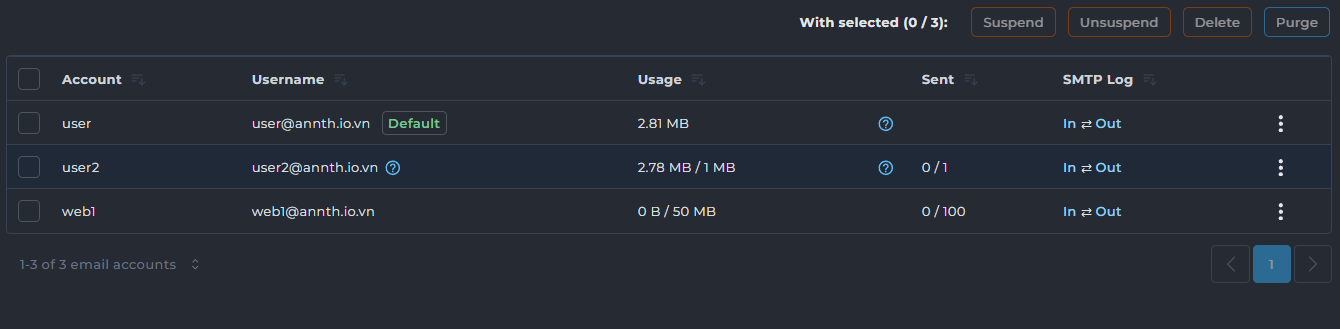 With selected (0 / 3): Suspend Unsuspend Delete Purge
Account Username Usage Sent SMTP Log
user user@annth.io.vn Default 2.81 MB In ⇄ Out
user2 user2@annth.io.vn 2.78 MB / 1 MB 0 / 1 In ⇄ Out
web1 web1@annth.io.vn 0 B / 50 MB 0 / 100 In ⇄ Out
1-3 of 3 email accounts 1